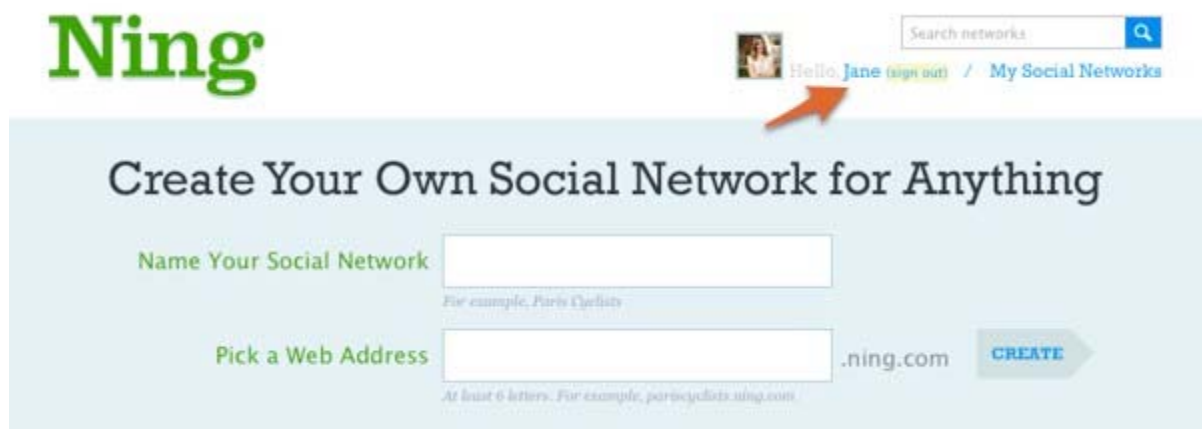 Ning
Search networks
Hello, Jane (sign out) / My Social Networks
Create Your Own Social Network for Anything
Name Your Social Network
For example, Paris Cyclists
Pick a Web Address
.ning.com CREATE
At least 6 letters. For example, pariscyclists.ning.com